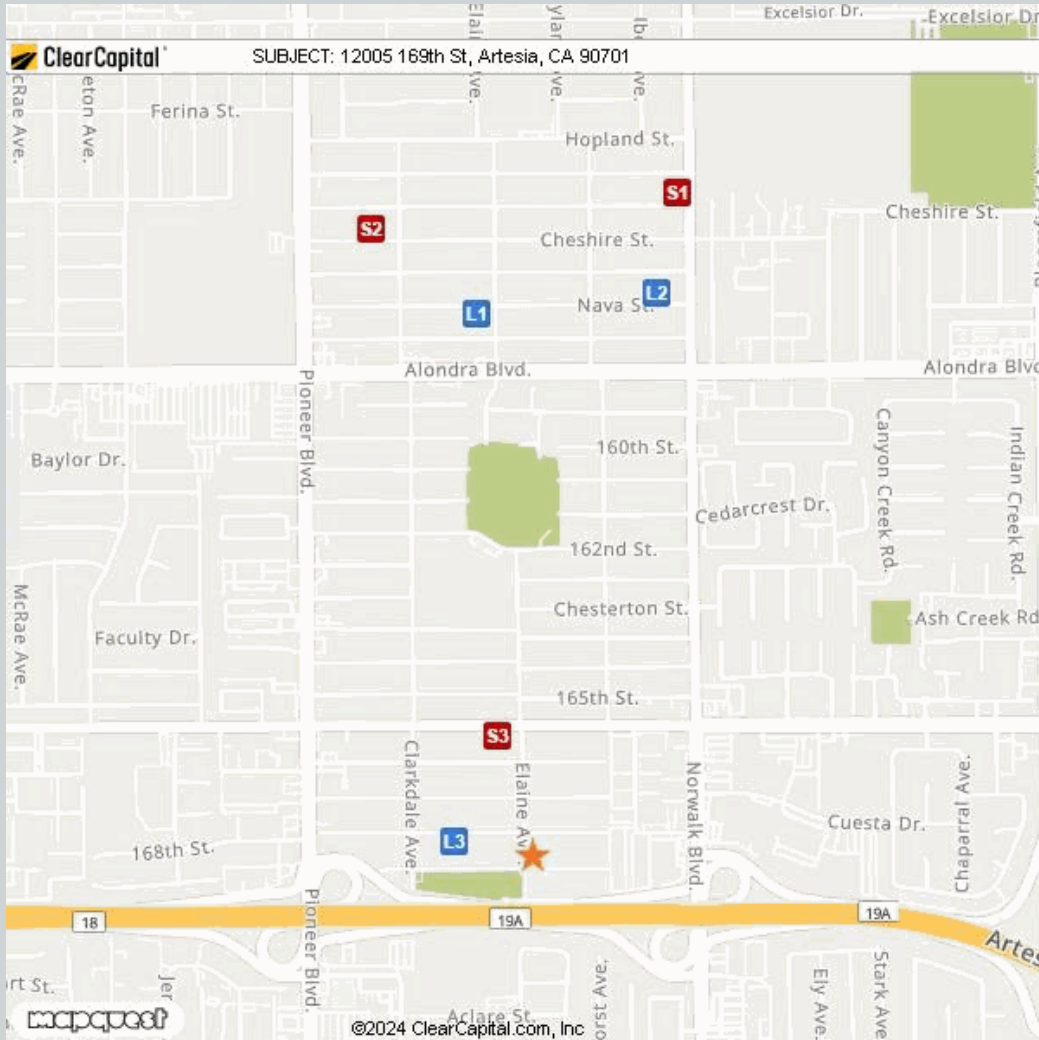 Excelsior Dr.
Excelsior Dr
ClearCapital
SUBJECT: 12005 169th St, Artesia, CA 90701
Ave.
Ave.
Ferina St.
Hopland St.
S1
Cheshire St.
S2
Cheshire St.
L2
Nava St.
L1
Alondra Blvd.
Alondra Blvd
Pioneer Blvd.
Baylor Dr.
160th St.
Canyon Creek Rd.
Indian Creek Rd.
Cedarcrest Dr.
162nd St.
McRae Ave.
Chesterton St.
Ash Creek Rd
Faculty Dr.
165th St.
S3
Clarkdale Ave.
Elaine Av
Norwalk Blvd.
Chaparral Ave.
Cuesta Dr.
L3
168th St.
Pioneer Blvd.
18
19A
19A
Artes
Stark Ave
Ely Ave.
Aclare St.
mapquest
©2024 ClearCapital.com, Inc